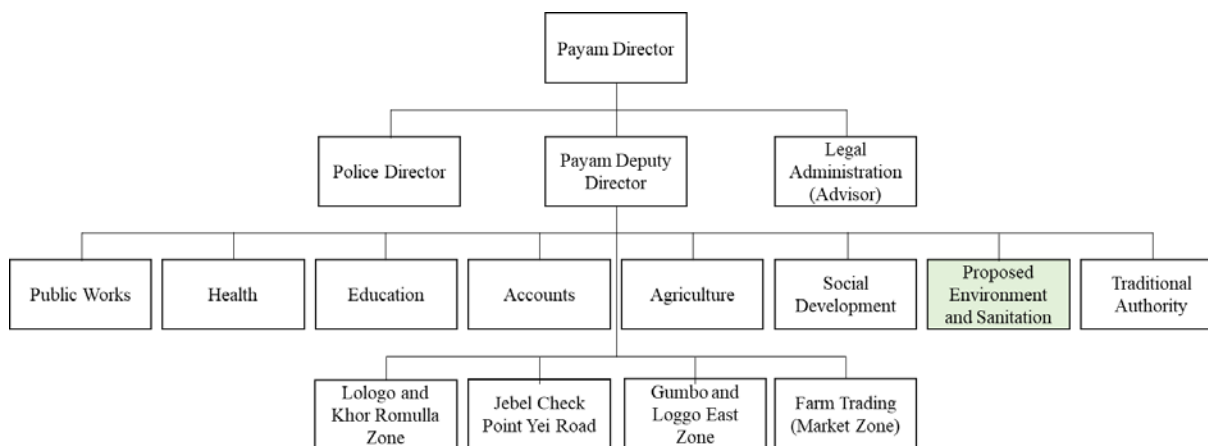 Payam Director
Police Director
Payam Deputy
Director
Legal
Administration
(Advisor)
Public Works
Health
Education
Accounts
Agriculture
Social
Development
Proposed
Environment
and Sanitation
Traditional
Authority
Lologo and
Khor Romulla
Zone
Jebel Check
Point Yei Road
Gumbo and
Loggo East
Zone
Farm Trading
(Market Zone)